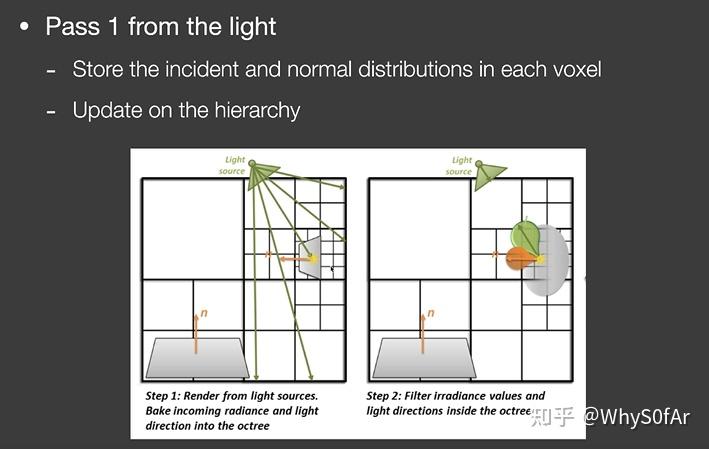 • Pass 1 from the light
- Store the incident and normal distributions in each voxel
- Update on the hierarchy
Light
source
Light
source
n
n
n
n
Step 1: Render from light sources.
Bake incoming radiance and light
direction into the octree
Step 2: Filter irradiance values and
light directions inside the octree
知乎 @WhyS0fAr